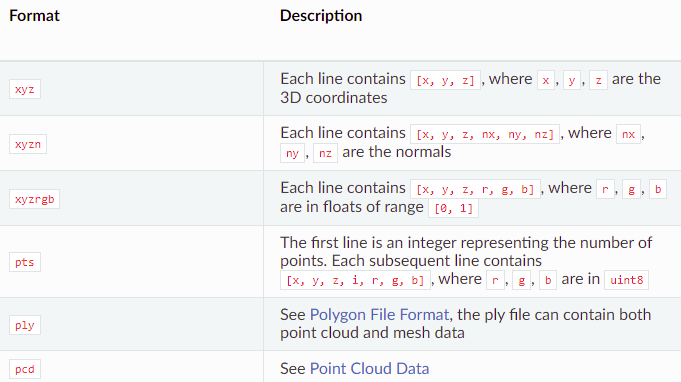 Format Description
xyz Each line contains [x, y, z] , where x , y , z are the
3D coordinates
xyzn Each line contains [x, y, z, nx, ny, nz] , where nx ,
ny , nz are the normals
xyzrgb Each line contains [x, y, z, r, g, b] , where r , g , b
are in floats of range [0, 1]
The first line is an integer representing the number of
pts points. Each subsequent line contains
[x, y, z, i, r, g, b] , where r , g , b are in uint8
ply See Polygon File Format, the ply file can contain both
point cloud and mesh data
pcd See Point Cloud Data